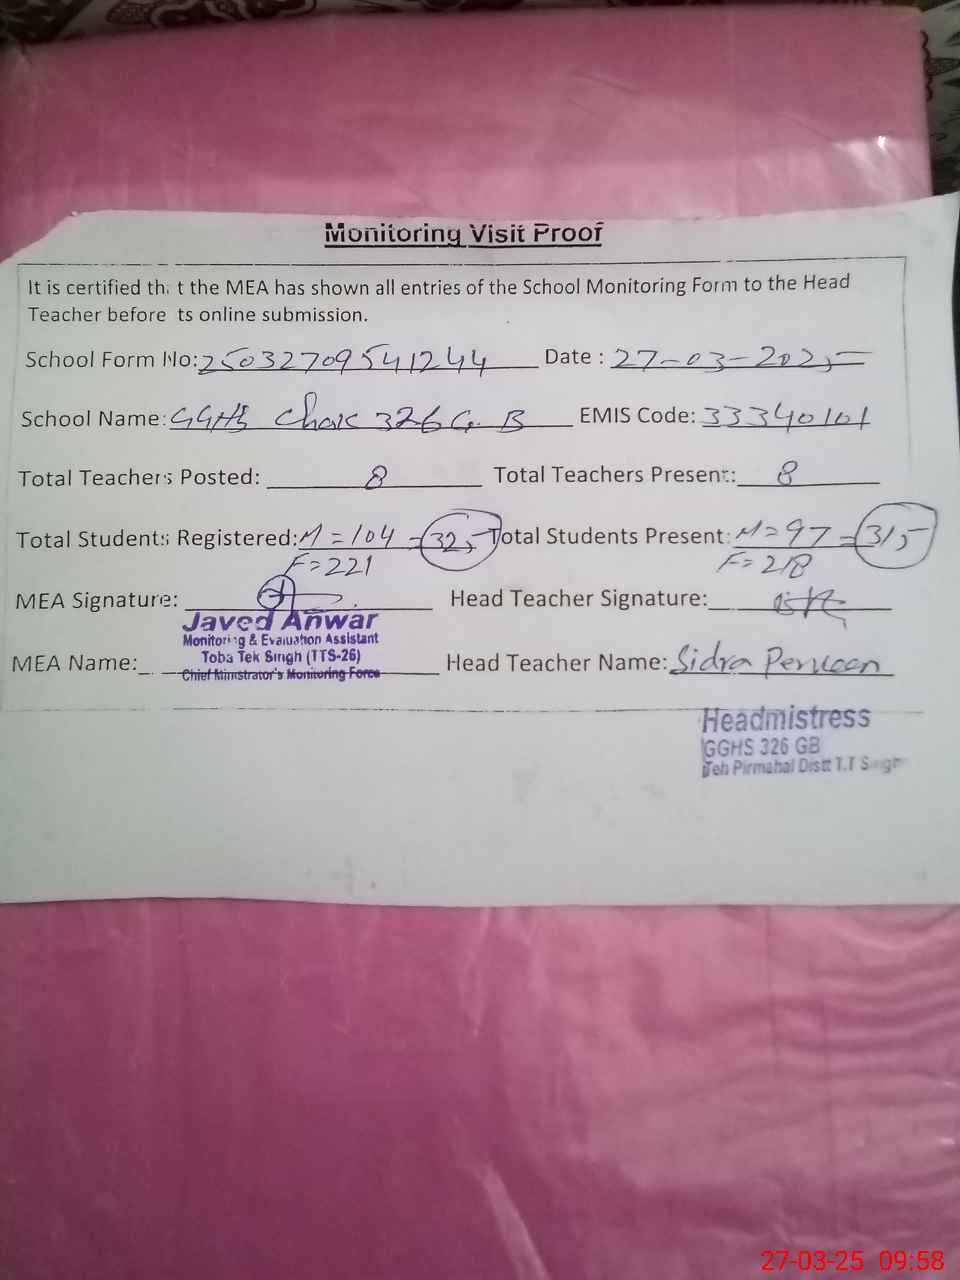 Monitoring Visit Proof
It is certified that the MEA has shown all entries of the School Monitoring Form to the Head
Teacher before its online submission.
School Form No: 25032709541244 Date : 27-03-2025
School Name: GGHS Chak 326 G.B EMIS Code: 33340101
Total Teachers Posted: 8 Total Teachers Present: 8
Total Students Registered: M=104 =325 Total Students Present: M=97 =315
F=221 F=218
MEA Signature: Head Teacher Signature:
Javed Anwar
Monitoring & Evaluation Assistant
Toba Tek Singh (TTS-26)
MEA Name: Head Teacher Name: Sidra Perveen
Chief Minstrator's Monitoring Force
Headmistress
GGHS 326 GB
Teh Pirmahal Distt T.T Singh
27-03-25 09:58